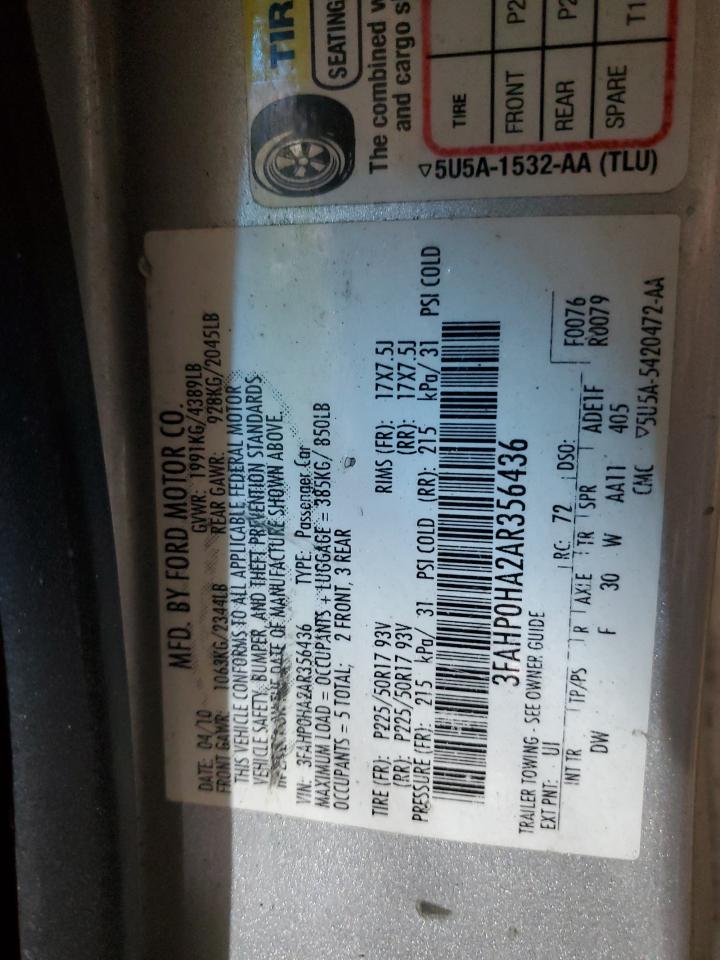 TIR
SEATING
The combined w
and cargo s
TIRE
FRONT P2
REAR P2
SPARE T1
▽5U5A-1532-AA (TLU)
MFD. BY FORD MOTOR CO.
DATE: 04/10 GVWR: 1991KG/4389LB
FRONT GAWR: 1063KG/2344LB REAR GAWR: 928KG/2045LB
THIS VEHICLE CONFORMS TO ALL APPLICABLE FEDERAL MOTOR
VEHICLE SAFETY, BUMPER, AND THEFT PREVENTION STANDARDS
IN EFFECT ON THE DATE OF MANUFACTURE SHOWN ABOVE.
VIN: 3FAHP0HA2AR356436 TYPE: Passenger Car
MAXIMUM LOAD = OCCUPANTS + LUGGAGE = 385KG/ 850LB
OCCUPANTS = 5 TOTAL; 2 FRONT, 3 REAR
TIRE (FR): P225/50R17 93V RIMS (FR): 17X7.5J
(RR): P225/50R17 93V (RR): 17X7.5J
PRESSURE (FR): 215 kPa/ 31 PSI COLD (RR): 215 kPa/ 31 PSI COLD
3FAHP0HA2AR356436
TRAILER TOWING - SEE OWNER GUIDE
EXT PNT: UI RC: 72 DSO: F0076
R0079
INT TR TP/PS R AXLE TR SPR ADE1F
DW F 30 W AA11 405
CMC ▽5U5A-5420472-AA